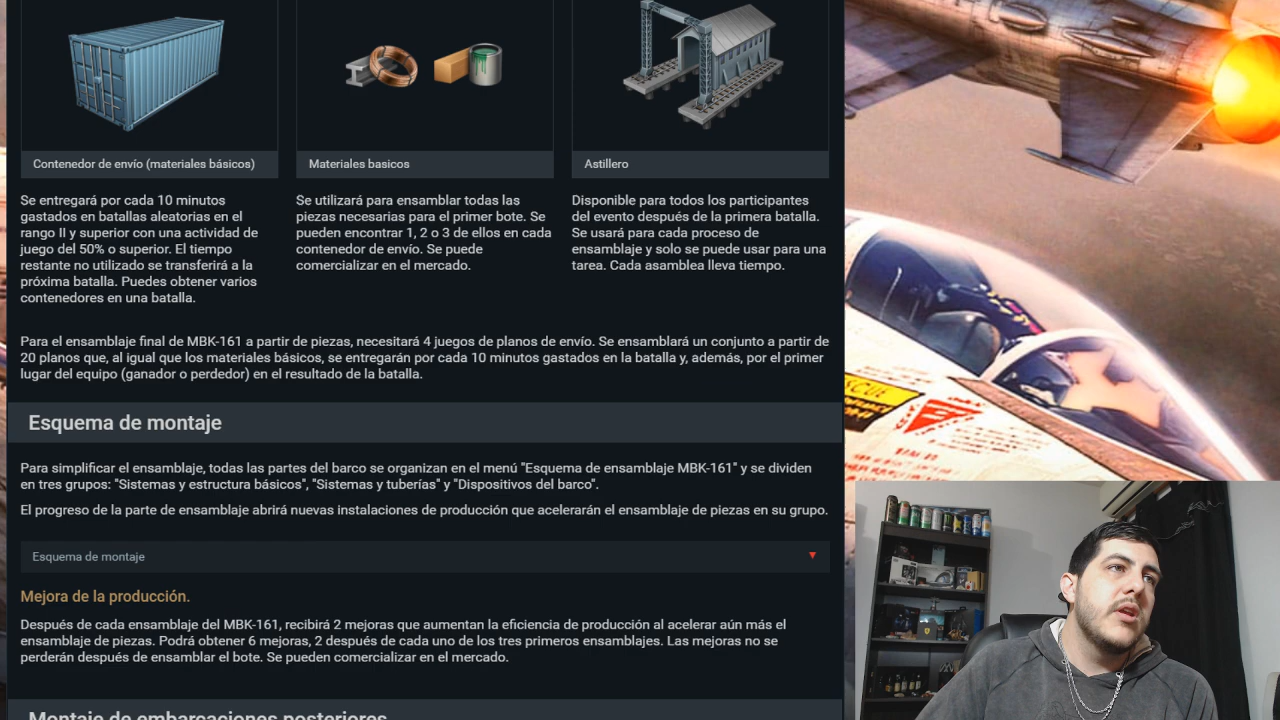 Contenedor de envío (materiales básicos)
Materiales basicos
Astillero
Se entregará por cada 10 minutos
gastados en batallas aleatorias en el
rango II y superior con una actividad de
juego del 50% o superior. El tiempo
restante no utilizado se transferirá a la
próxima batalla. Puedes obtener varios
contenedores en una batalla.
Se utilizará para ensamblar todas las
piezas necesarias para el primer bote. Se
pueden encontrar 1, 2 o 3 de ellos en cada
contenedor de envío. Se puede
comercializar en el mercado.
Disponible para todos los participantes
del evento después de la primera batalla.
Se usará para cada proceso de
ensamblaje y solo se puede usar para una
tarea. Cada asamblea lleva tiempo.
Para el ensamblaje final de MBK-161 a partir de piezas, necesitará 4 juegos de planos de envío. Se ensamblará un conjunto a partir de
20 planos que, al igual que los materiales básicos, se entregarán por cada 10 minutos gastados en la batalla y, además, por el primer
lugar del equipo (ganador o perdedor) en el resultado de la batalla.
Esquema de montaje
Para simplificar el ensamblaje, todas las partes del barco se organizan en el menú "Esquema de ensamblaje MBK-161" y se dividen
en tres grupos: "Sistemas y estructura básicos", "Sistemas y tuberías" y "Dispositivos del barco".
El progreso de la parte de ensamblaje abrirá nuevas instalaciones de producción que acelerarán el ensamblaje de piezas en su grupo.
Esquema de montaje
Mejora de la producción.
Después de cada ensamblaje del MBK-161, recibirá 2 mejoras que aumentan la eficiencia de producción al acelerar aún más el
ensamblaje de piezas. Podrá obtener 6 mejoras, 2 después de cada uno de los tres primeros ensamblajes. Las mejoras no se
perderán después de ensamblar el bote. Se pueden comercializar en el mercado.
Montaje de embarcaciones posteriores